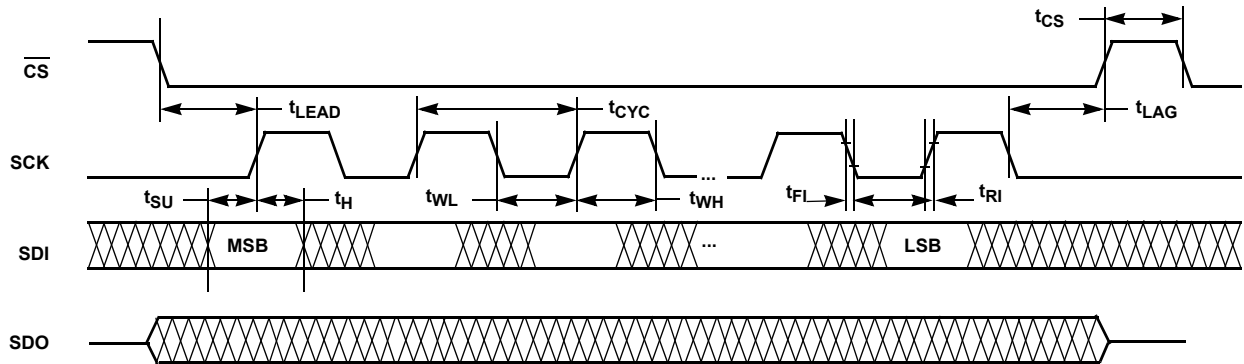 tCS
CS
tLEAD
tCYC
tLAG
SCK
...
tSU
tH
tWL
tWH
tFI
tRI
SDI
MSB
...
LSB
SDO